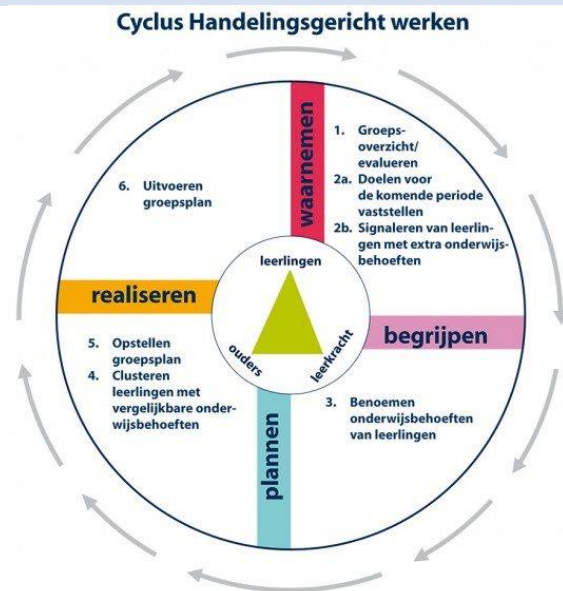 Cyclus Handelingsgericht werken
waarnemen
1. Groeps-
overzicht/
evalueren
2a. Doelen voor
de komende periode
vaststellen
2b. Signaleren van leerlin-
gen met extra onderwijs-
behoeften
begrijpen
3. Benoemen
onderwijsbehoeften
van leerlingen
plannen
5. Opstellen
groepsplan
4. Clusteren
leerlingen met
vergelijkbare onder-
wijsbehoeften
realiseren
6. Uitvoeren
groepsplan
leerlingen
ouders
leerkracht